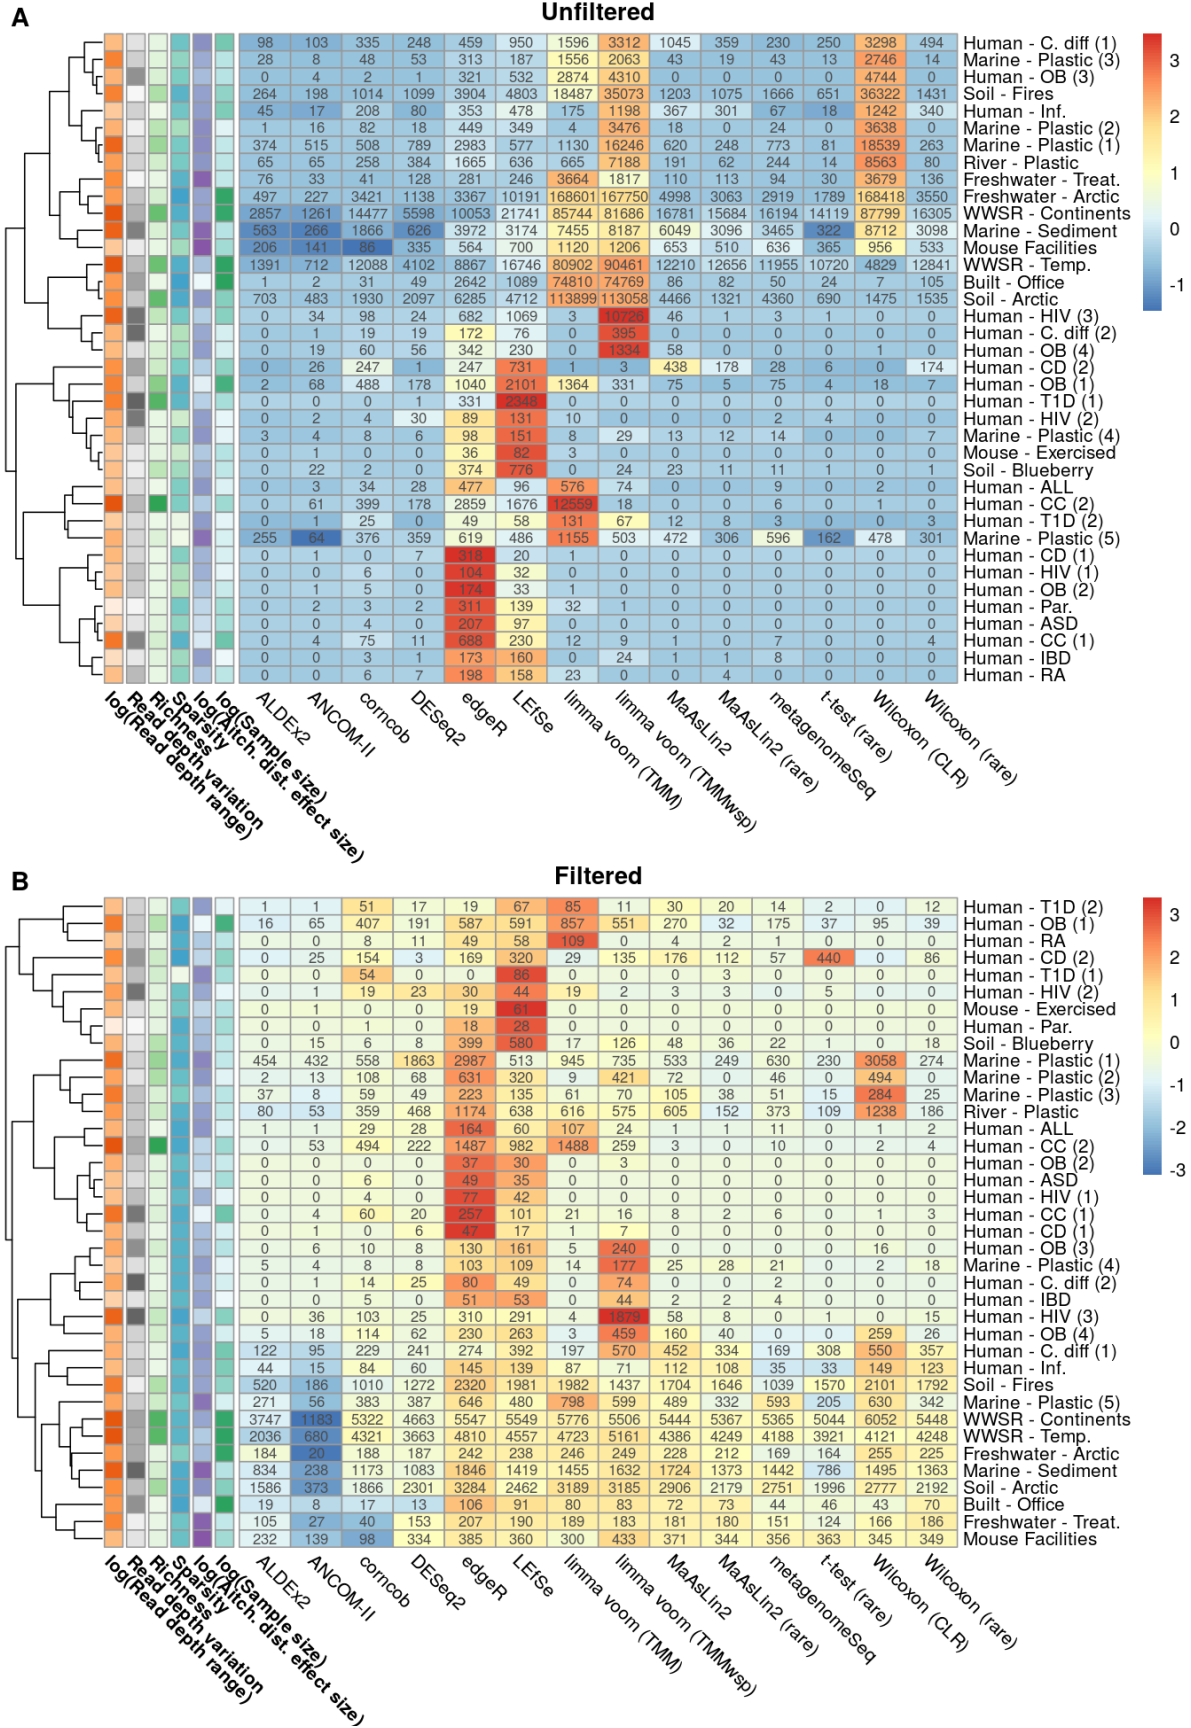 A
Unfiltered
98 103 335 248 459 950 1596 3312 1045 359 230 250 3298 494 Human - C. diff (1)
28 8 48 53 313 187 1556 2063 43 19 43 13 2746 14 Marine - Plastic (3)
0 4 2 1 321 532 2874 4310 0 0 0 0 4744 0 Human - OB (3)
264 198 1014 1099 3904 4803 18487 35073 1203 1075 1666 651 36322 1431 Soil - Fires
45 17 208 80 353 478 175 1198 367 301 67 18 1242 340 Human - Inf.
1 16 82 18 449 349 4 3476 18 0 24 0 3638 0 Marine - Plastic (2)
374 515 508 789 2983 577 1130 16246 620 248 773 81 18539 263 Marine - Plastic (1)
65 65 258 384 1665 636 665 7188 191 62 244 14 8563 80 River - Plastic
76 33 41 128 281 246 3664 1817 110 113 94 30 3679 136 Freshwater - Treat.
497 227 3421 1138 3367 10191 168601 167750 4998 3063 2919 1789 168418 3550 Freshwater - Arctic
2857 1261 14477 5598 10053 21741 85744 81686 16781 15684 16194 14119 87799 16305 WWSR - Continents
563 266 1866 626 3972 3174 7455 8187 6049 3096 3465 322 8712 3098 Marine - Sediment
206 141 86 335 564 700 1120 1206 653 510 636 365 956 533 Mouse Facilities
1391 712 12088 4102 8867 16746 80902 90461 12210 12656 11955 10720 4829 12841 WWSR - Temp.
1 2 31 49 2642 1089 74810 74769 86 82 50 24 7 105 Built - Office
703 483 1930 2097 6285 4712 113899 113058 4466 1321 4360 690 1475 1535 Soil - Arctic
0 34 98 24 682 1069 3 10726 46 1 3 1 0 0 Human - HIV (3)
0 1 19 19 172 76 0 395 0 0 0 0 0 0 Human - C. diff (2)
0 19 60 56 342 230 0 1334 58 0 0 0 1 0 Human - OB (4)
0 26 247 1 247 731 1 3 438 178 28 6 0 174 Human - CD (2)
2 68 488 178 1040 2101 1364 331 75 5 75 4 18 7 Human - OB (1)
0 0 0 1 331 2348 0 0 0 0 0 0 0 0 Human - T1D (1)
0 2 4 30 89 131 10 0 0 0 2 4 0 0 Human - HIV (2)
3 4 8 6 98 151 8 29 13 12 14 0 0 7 Marine - Plastic (4)
0 1 0 0 36 82 3 0 0 0 0 0 0 0 Mouse - Exercised
0 22 2 0 374 776 0 24 23 11 11 1 0 1 Soil - Blueberry
0 3 34 28 477 96 576 74 0 0 9 0 2 0 Human - ALL
0 61 399 178 2859 1676 12559 18 0 0 6 0 1 0 Human - CC (2)
0 1 25 0 49 58 131 67 12 8 3 0 0 3 Human - T1D (2)
255 64 376 359 619 486 1155 503 472 306 596 162 478 301 Marine - Plastic (5)
0 1 0 7 318 20 1 0 0 0 0 0 0 0 Human - CD (1)
0 0 6 0 104 32 0 0 0 0 0 0 0 0 Human - HIV (1)
0 1 5 0 174 33 1 0 0 0 0 0 0 0 Human - OB (2)
0 2 3 2 311 139 32 1 0 0 0 0 0 0 Human - Par.
0 0 4 0 207 97 0 0 0 0 0 0 0 0 Human - ASD
0 4 75 11 688 230 12 9 1 0 7 0 0 4 Human - CC (1)
0 0 3 1 173 160 0 24 1 1 8 0 0 0 Human - IBD
0 0 6 7 198 158 23 0 0 4 0 0 0 0 Human - RA
3
2
1
0
-1
log(Read depth range)
Read depth variation
Richness
Sparsity
log(Aitch. dist. effect size)
log(Sample size)
ALDEx2
ANCOM-II
corncob
DESeq2
edgeR
LEfSe
limma voom (TMM)
limma voom (TMMwsp)
MaAsLin2
MaAsLin2 (rare)
metagenomeSeq
t-test (rare)
Wilcoxon (CLR)
Wilcoxon (rare)
B
Filtered
1 1 51 17 19 67 85 11 30 20 14 2 0 12 Human - T1D (2)
16 65 407 191 587 591 857 551 270 32 175 37 95 39 Human - OB (1)
0 0 8 11 49 58 109 0 4 2 1 0 0 0 Human - RA
0 25 154 3 169 320 29 135 176 112 57 440 0 86 Human - CD (2)
0 0 54 0 0 86 0 0 0 3 0 0 0 0 Human - T1D (1)
0 1 19 23 30 44 19 2 3 3 0 5 0 0 Human - HIV (2)
0 1 0 0 19 61 0 0 0 0 0 0 0 0 Mouse - Exercised
0 0 1 0 18 28 0 0 0 0 0 0 0 0 Human - Par.
0 15 6 8 399 580 17 126 48 36 22 1 0 18 Soil - Blueberry
454 432 558 1863 2987 513 945 735 533 249 630 230 3058 274 Marine - Plastic (1)
2 13 108 68 631 320 9 421 72 0 46 0 494 0 Marine - Plastic (2)
37 8 59 49 223 135 61 70 105 38 51 15 284 25 Marine - Plastic (3)
80 53 359 468 1174 638 616 575 605 152 373 109 1238 186 River - Plastic
1 1 29 28 164 60 107 24 1 1 11 0 1 2 Human - ALL
0 53 494 222 1487 982 1488 259 3 0 10 0 2 4 Human - CC (2)
0 0 0 0 37 30 0 3 0 0 0 0 0 0 Human - OB (2)
0 0 6 0 49 35 0 0 0 0 0 0 0 0 Human - ASD
0 0 4 0 77 42 0 0 0 0 0 0 0 0 Human - HIV (1)
0 4 60 20 257 101 21 16 8 2 6 0 1 3 Human - CC (1)
0 1 0 6 47 17 1 7 0 0 0 0 0 0 Human - CD (1)
0 6 10 8 130 161 5 240 0 0 0 0 16 0 Human - OB (3)
5 4 8 8 103 109 14 177 25 28 21 0 2 18 Marine - Plastic (4)
0 1 14 25 80 49 0 74 0 0 2 0 0 0 Human - C. diff (2)
0 0 5 0 51 53 0 44 2 2 4 0 0 0 Human - IBD
0 36 103 25 310 291 4 1879 58 8 0 1 0 15 Human - HIV (3)
5 18 114 62 230 263 3 459 160 40 0 0 259 26 Human - OB (4)
122 95 229 241 274 392 197 570 452 334 169 308 550 357 Human - C. diff (1)
44 15 84 60 145 139 87 71 112 108 35 33 149 123 Human - Inf.
520 186 1010 1272 2320 1981 1982 1437 1704 1646 1039 1570 2101 1792 Soil - Fires
271 56 383 387 646 480 798 599 489 332 593 205 630 342 Marine - Plastic (5)
3747 1183 5322 4663 5547 5549 5776 5506 5444 5367 5365 5044 6052 5448 WWSR - Continents
2036 680 4321 3663 4810 4557 4723 5161 4386 4249 4188 3921 4121 4248 WWSR - Temp.
184 20 188 187 242 238 246 249 228 212 169 164 255 225 Freshwater - Arctic
834 238 1173 1083 1846 1419 1455 1632 1724 1373 1442 786 1495 1363 Marine - Sediment
1586 373 1866 2301 3284 2462 3189 3185 2906 2179 2751 1996 2777 2192 Soil - Arctic
19 8 17 13 106 91 80 83 72 73 44 46 43 70 Built - Office
105 27 40 153 207 190 189 183 181 180 151 124 166 186 Freshwater - Treat.
232 139 98 334 385 360 300 433 371 344 356 363 345 349 Mouse Facilities
3
2
1
0
-1
-2
-3
log(Read depth range)
Read depth variation
Richness
Sparsity
log(Aitch. dist. effect size)
log(Sample size)
ALDEx2
ANCOM-II
corncob
DESeq2
edgeR
LEfSe
limma voom (TMM)
limma voom (TMMwsp)
MaAsLin2
MaAsLin2 (rare)
metagenomeSeq
t-test (rare)
Wilcoxon (CLR)
Wilcoxon (rare)